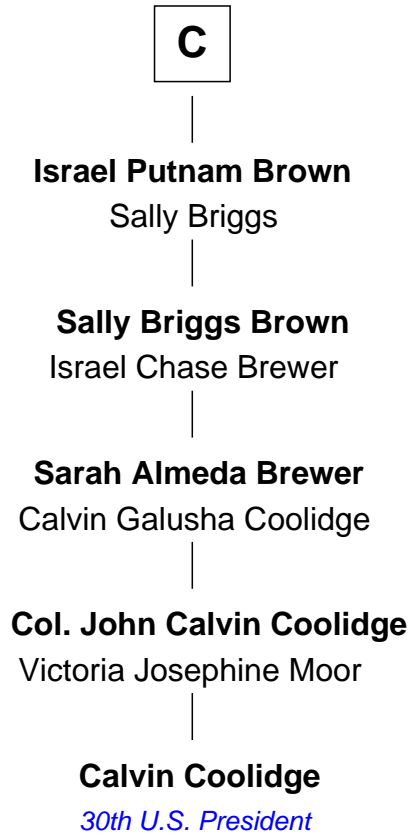 C
Israel Putnam Brown
Sally Briggs
Sally Briggs Brown
Israel Chase Brewer
Sarah Almeda Brewer
Calvin Galusha Coolidge
Col. John Calvin Coolidge
Victoria Josephine Moor
Calvin Coolidge
30th U.S. President